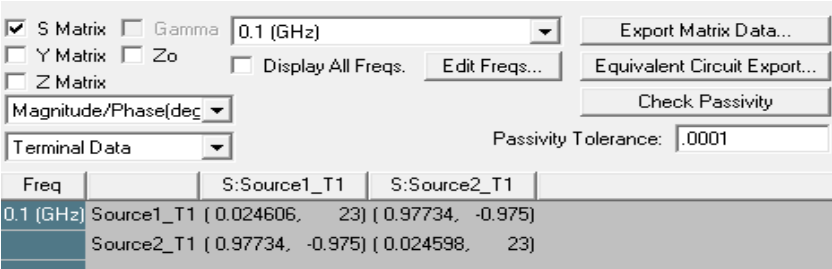 S Matrix Gamma 0.1 (GHz) Export Matrix Data...
Y Matrix Zo Display All Freqs. Edit Freqs... Equivalent Circuit Export...
Z Matrix
Magnitude/Phase(deg Check Passivity
Terminal Data Passivity Tolerance: .0001
Freq S:Source1_T1 S:Source2_T1
0.1 (GHz) Source1_T1 ( 0.024606, 23) ( 0.97734, -0.975)
Source2_T1 ( 0.97734, -0.975) ( 0.024598, 23)